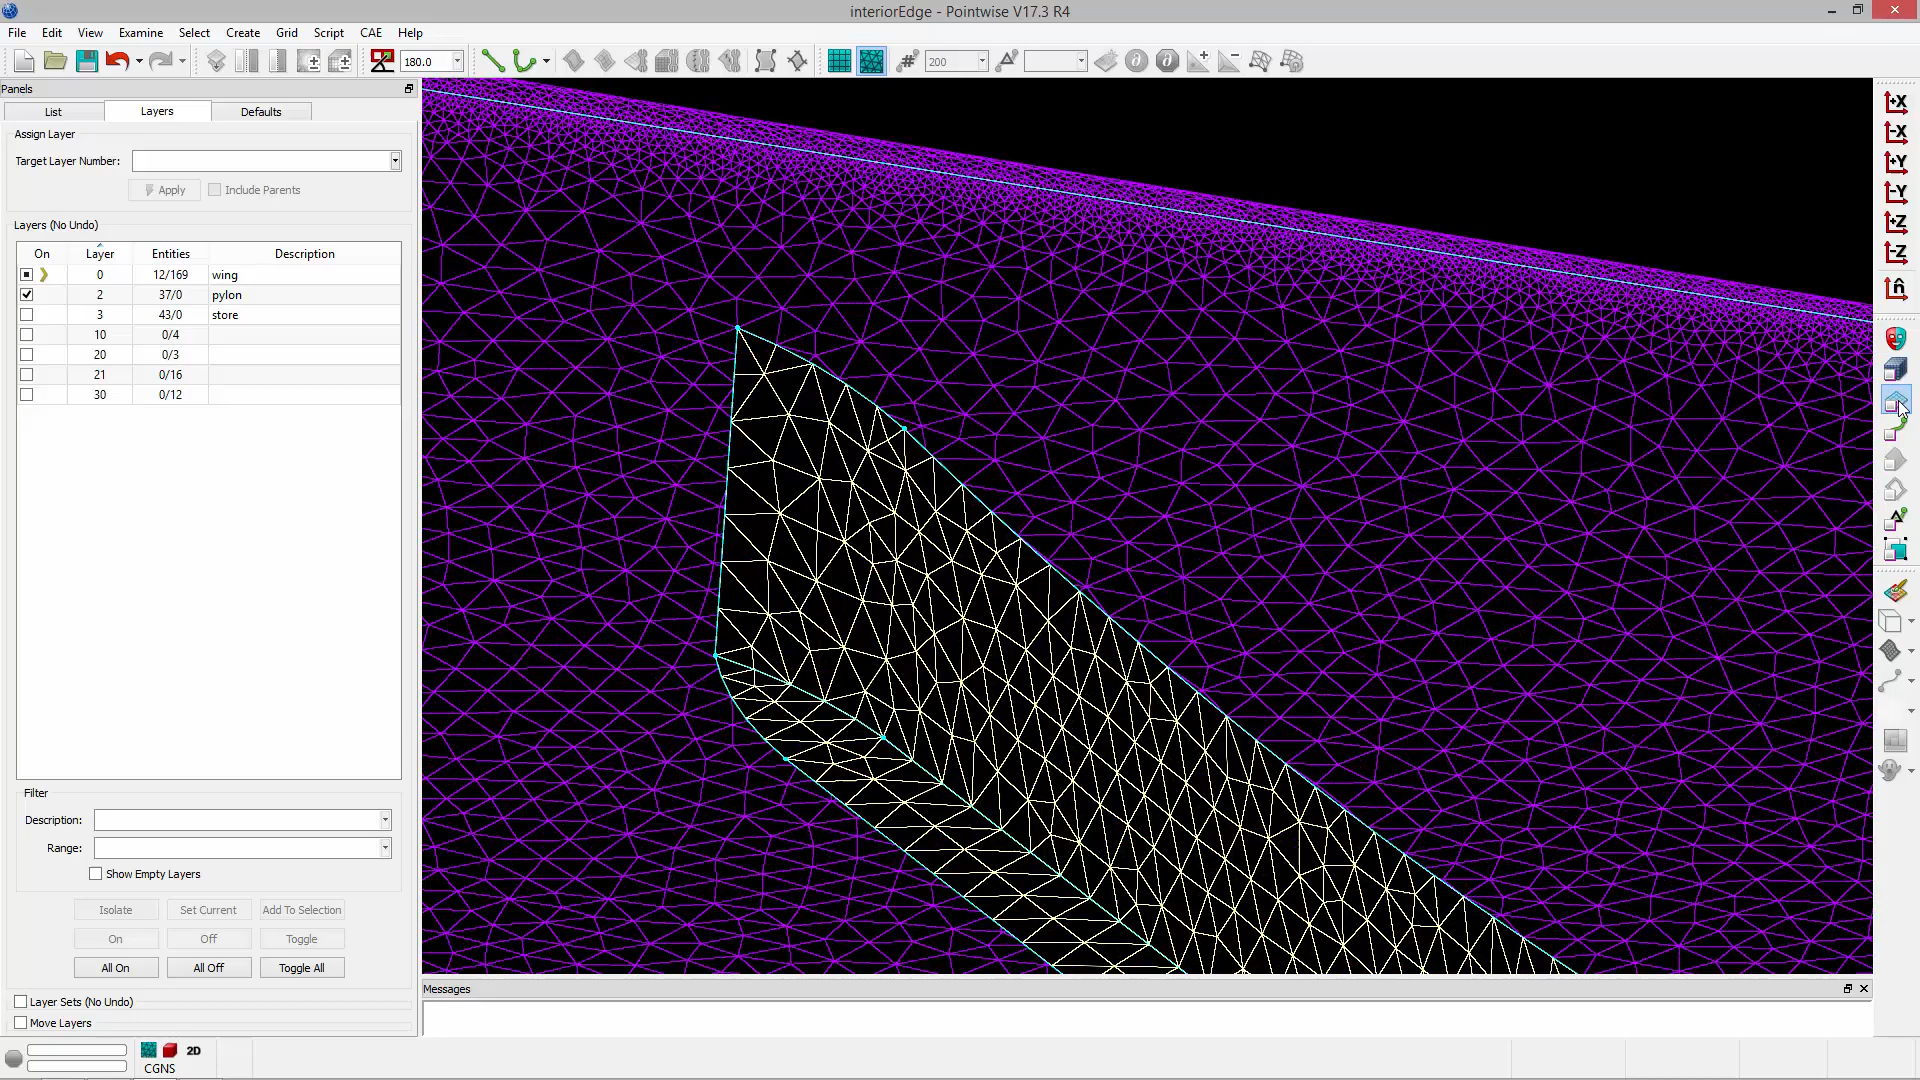 interiorEdge - Pointwise V17.3 R4
File Edit View Examine Select Create Grid Script CAE Help
180.0 200
Panels
List Layers Defaults
Assign Layer
Target Layer Number:
Apply Include Parents
Layers (No Undo)
On Layer Entities Description
0 12/169 wing
2 37/0 pylon
3 43/0 store
10 0/4
20 0/3
21 0/16
30 0/12
Filter
Description:
Range:
Show Empty Layers
Isolate Set Current Add To Selection
On Off Toggle
All On All Off Toggle All
Layer Sets (No Undo)
Move Layers
Messages
2D
CGNS
+X
-X
+Y
-Y
+Z
-Z
n̂